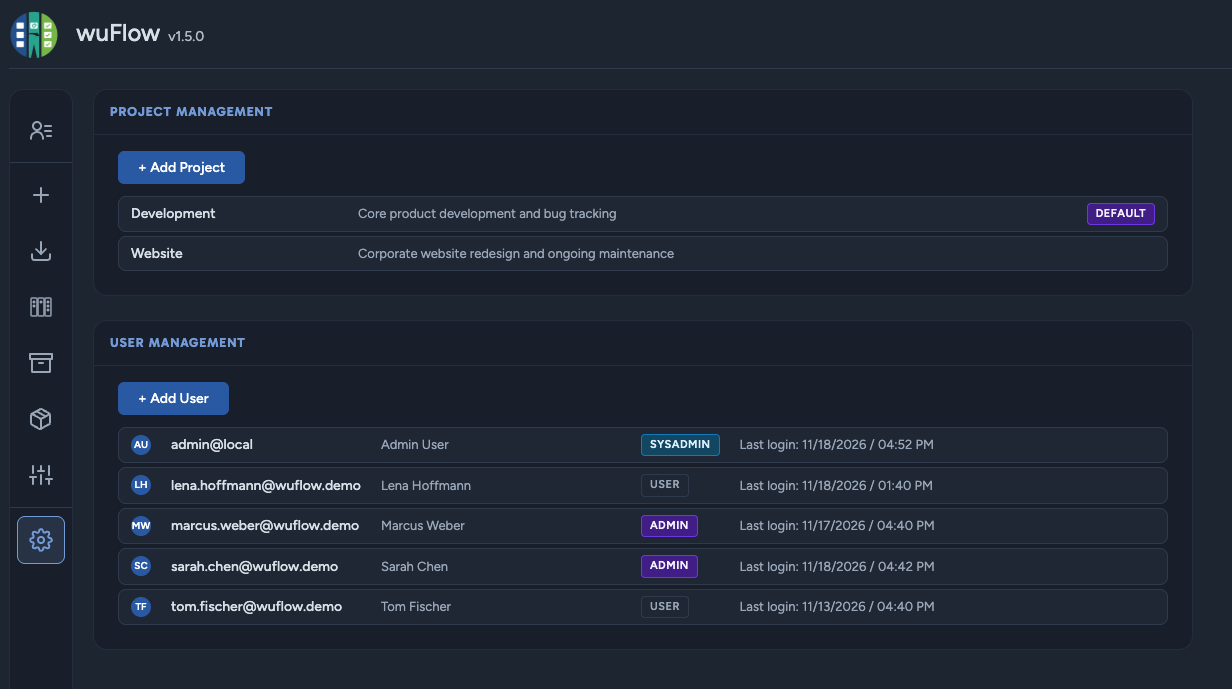 wuFlow v1.5.0
PROJECT MANAGEMENT
+ Add Project
Development Core product development and bug tracking DEFAULT
Website Corporate website redesign and ongoing maintenance
USER MANAGEMENT
+ Add User
AU admin@local Admin User SYSADMIN Last login: 11/18/2026 / 04:52 PM
LH lena.hoffmann@wuflow.demo Lena Hoffmann USER Last login: 11/18/2026 / 01:40 PM
MW marcus.weber@wuflow.demo Marcus Weber ADMIN Last login: 11/17/2026 / 04:40 PM
SC sarah.chen@wuflow.demo Sarah Chen ADMIN Last login: 11/18/2026 / 04:42 PM
TF tom.fischer@wuflow.demo Tom Fischer USER Last login: 11/13/2026 / 04:40 PM